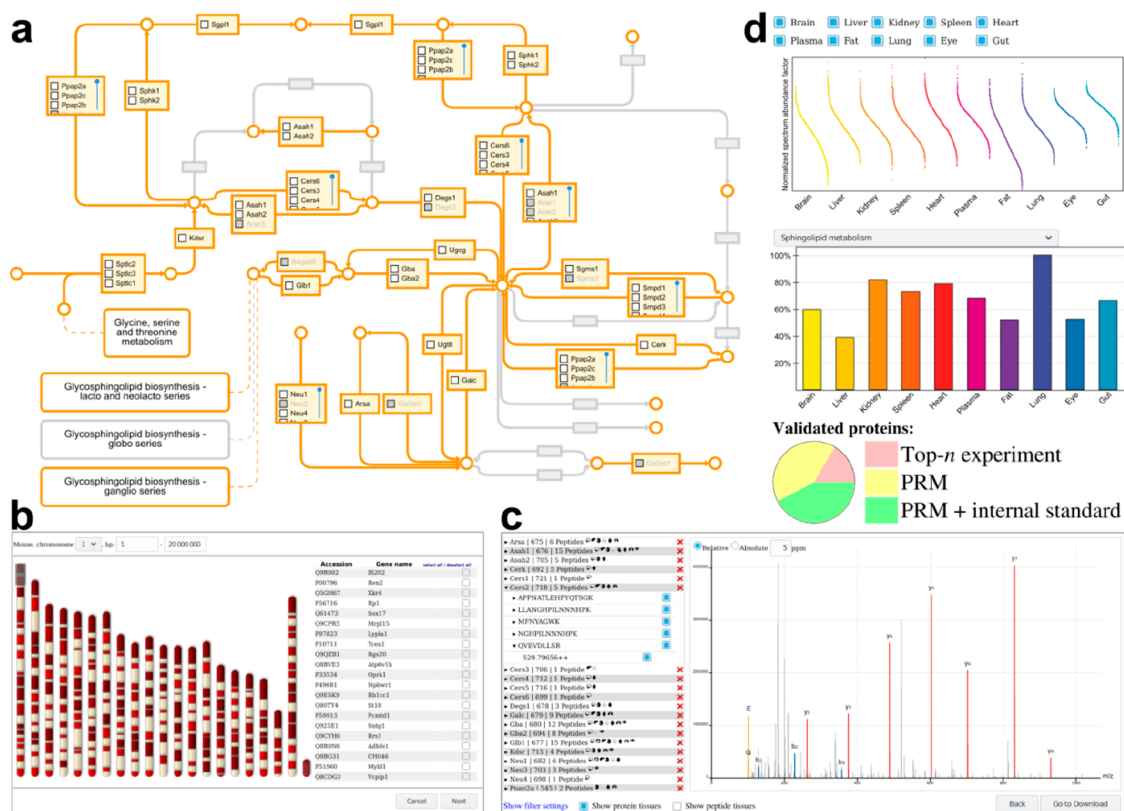 a
Sgpl1
Sgpl1
Ppap2a
Ppap2c
Ppap2b
Sphk1
Sphk2
Ppap2a
Ppap2c
Ppap2b
Sphk1
Sphk2
Asah1
Asah2
Cers6
Cers3
Cers4
Cers6
Cers3
Cers4
Asah1
Asah2
Acer3
Degs1
Degs2
Asah1
Acer1
Acer2
Kdsr
Ugcg
Sptlc2
Sptlc3
Sptlc1
B4galt6
Glb1
Gba
Gba2
Sgms1
Sgms2
Smpd1
Smpd2
Smpd3
Glycine, serine
and threonine
metabolism
Ugt8
Cerk
Ppap2a
Ppap2c
Ppap2b
Galc
Glycosphingolipid biosynthesis -
lacto and neolacto series
Neu1
Neu2
Neu4
Arsa
Gal3st1
Glycosphingolipid biosynthesis -
globo series
Gal3st1
Glycosphingolipid biosynthesis -
ganglio series
b
Mouse, chromosome 1 , bp: 1 - 20 000 000
Accession Gene name select all / deselect all
Q9R002 Ifi202
P00796 Ren2
Q5GH67 Xkr4
P56716 Rp1
Q61473 Sox17
Q9CPR5 Mrpl15
P97823 Lypla1
P10711 Tcea1
Q9QZB1 Rgs20
Q8BVE3 Atp6v1h
P33534 Oprk1
P49681 Npbwr1
Q9ESK9 Rb1cc1
Q80TY4 St18
P59913 Pcmtd1
Q925E1 Sntg1
Q9CYH6 Rrs1
Q8R0N6 Adhfe1
Q8BG31 CH046
P51960 Mybl1
Q8CDG3 Vcpip1
Cancel Next
c
Arsa | 675 | 6 Peptides
Asah1 | 676 | 15 Peptides
Asah2 | 705 | 5 Peptides
Cerk | 692 | 5 Peptides
Cers1 | 721 | 1 Peptide
Cers2 | 718 | 5 Peptides
APPNATLEHFYQTSGK
LLANGHPILNNNHPK
MFNYAGWK
NGHPILNNNHPK
QVEVDLLSR
529.79656++
Cers3 | 706 | 1 Peptide
Cers4 | 712 | 1 Peptide
Cers5 | 716 | 1 Peptide
Cers6 | 699 | 1 Peptide
Degs1 | 678 | 3 Peptides
Galc | 679 | 9 Peptides
Gba | 680 | 12 Peptides
Gba2 | 694 | 8 Peptides
Glb1 | 677 | 15 Peptides
Kdsr | 715 | 4 Peptides
Neu1 | 682 | 6 Peptides
Neu3 | 703 | 3 Peptides
Neu4 | 698 | 1 Peptide
Ppap2a | 545 | 2 Peptides
Show filter settings Show protein tissues Show peptide tissues
Relative Absolute 5 ppm
E
Q
b₂
m/z
Back Go to Download
d
Brain Liver Kidney Spleen Heart
Plasma Fat Lung Eye Gut
Normalized spectrum abundance factor
Brain Liver Kidney Spleen Heart Plasma Fat Lung Eye Gut
Sphingolipid metabolism
100%
80%
60%
40%
20%
Brain Liver Kidney Spleen Heart Plasma Fat Lung Eye Gut
Validated proteins:
Top-n experiment
PRM
PRM + internal standard